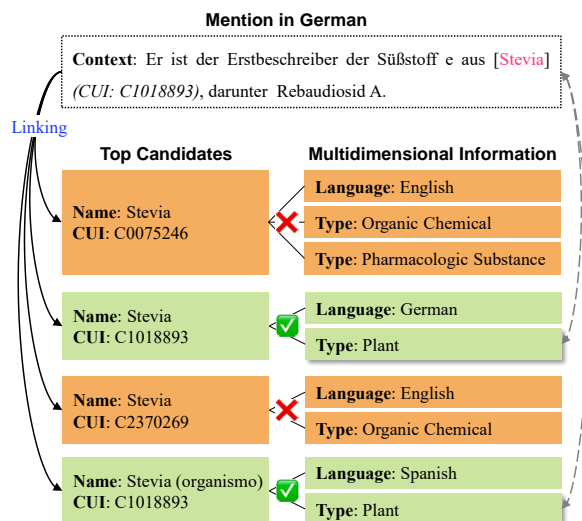 Mention in German
Context: Er ist der Erstbeschreiber der Süßstoff e aus [Stevia]
(CUI: C1018893), darunter Rebaudiosid A.
Linking
Top Candidates
Multidimensional Information
Name: Stevia
CUI: C0075246
Language: English
Type: Organic Chemical
Type: Pharmacologic Substance
Name: Stevia
CUI: C1018893
Language: German
Type: Plant
Name: Stevia
CUI: C2370269
Language: English
Type: Organic Chemical
Name: Stevia (organismo)
CUI: C1018893
Language: Spanish
Type: Plant